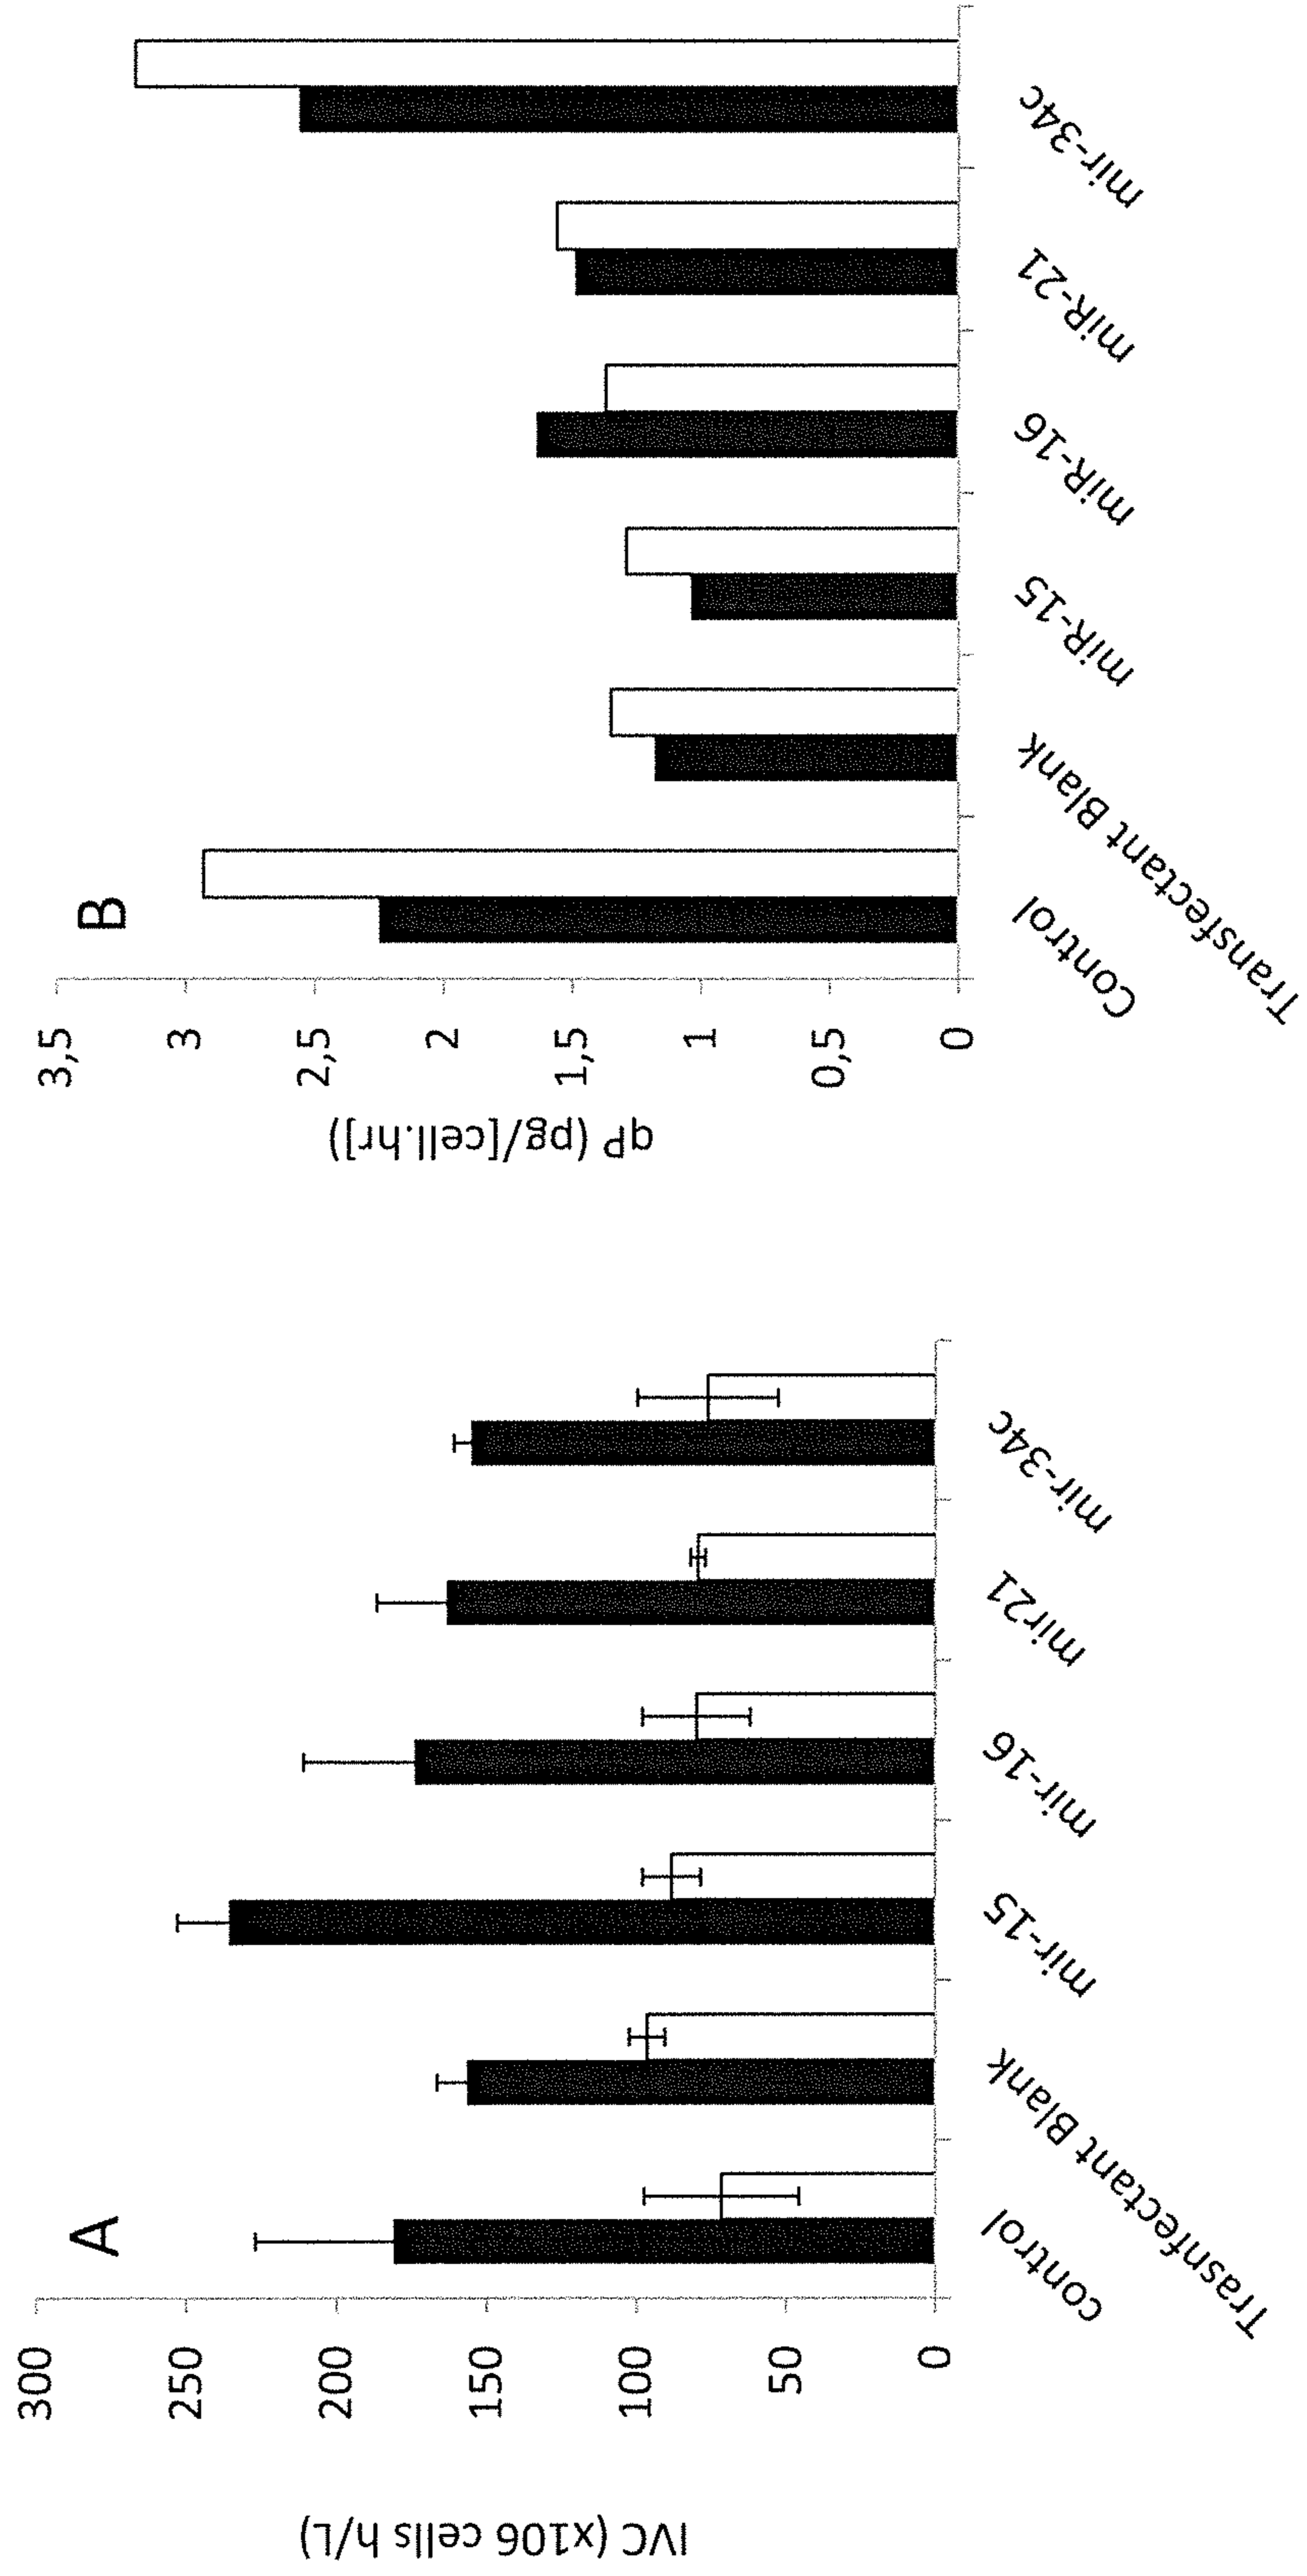 A
IVC (x106 cells h/L)
300
250
200
150
100
50
0
control
Trasnfectant Blank
mir-15
mir-16
mir21
mir-34c
B
qP (pg/[cell.hr])
3,5
3
2,5
2
1,5
1
0,5
0
Control
Transfectant Blank
miR-15
miR-16
miR-21
mir-34c